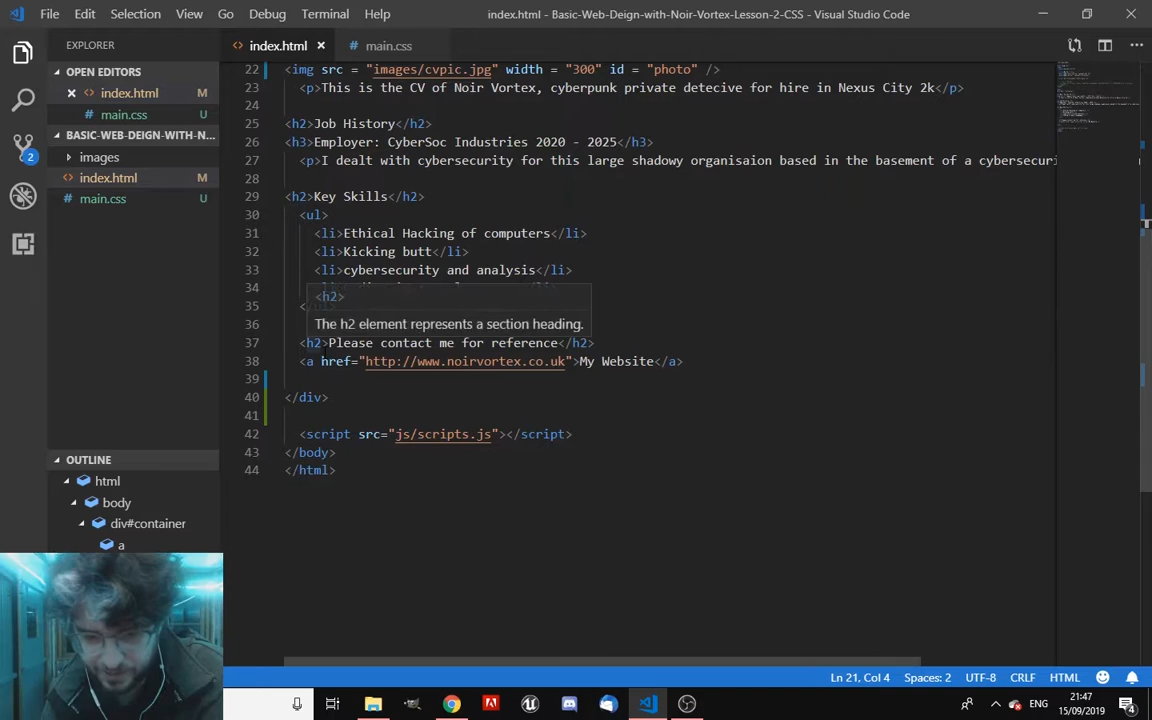 File Edit Selection View Go Debug Terminal Help
index.html - Basic-Web-Deign-with-Noir-Vortex-Lesson-2-CSS - Visual Studio Code
EXPLORER
index.html
# main.css
OPEN EDITORS
index.html M
main.css U
BASIC-WEB-DEIGN-WITH-N...
images
index.html M
main.css U
2
22 <img src = "images/cvpic.jpg" width = "300" id = "photo" />
23 <p>This is the CV of Noir Vortex, cyberpunk private detecive for hire in Nexus City 2k</p>
24
25 <h2>Job History</h2>
26 <h3>Employer: CyberSoc Industries 2020 - 2025</h3>
27 <p>I dealt with cybersecurity for this large shadowy organisaion based in the basement of a cybersecuri
28
29 <h2>Key Skills</h2>
30 <ul>
31 <li>Ethical Hacking of computers</li>
32 <li>Kicking butt</li>
33 <li>cybersecurity and analysis</li>
34
35
<h2>
The h2 element represents a section heading.
36
37 <h2>Please contact me for reference</h2>
38 <a href="http://www.noirvortex.co.uk">My Website</a>
39
40 </div>
41
42 <script src="js/scripts.js"></script>
43 </body>
44 </html>
OUTLINE
html
body
div#container
a
Ln 21, Col 4 Spaces: 2 UTF-8 CRLF HTML
ENG
21:47
15/09/2019
4